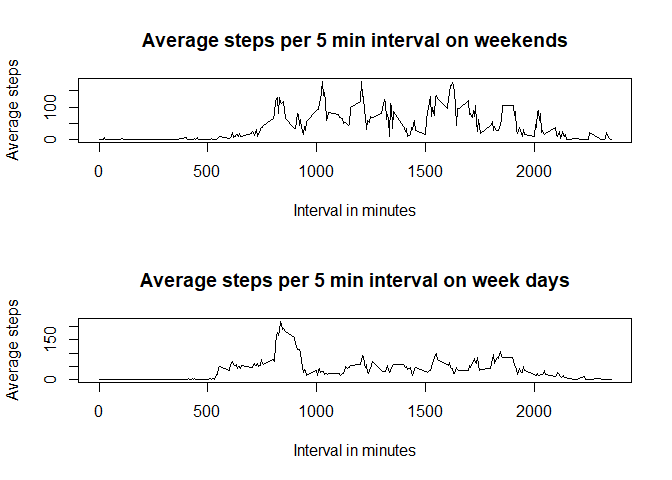 Average steps per 5 min interval on weekends
Average steps
100
0
0 500 1000 1500 2000
Interval in minutes
Average steps per 5 min interval on week days
Average steps
150
0
0 500 1000 1500 2000
Interval in minutes